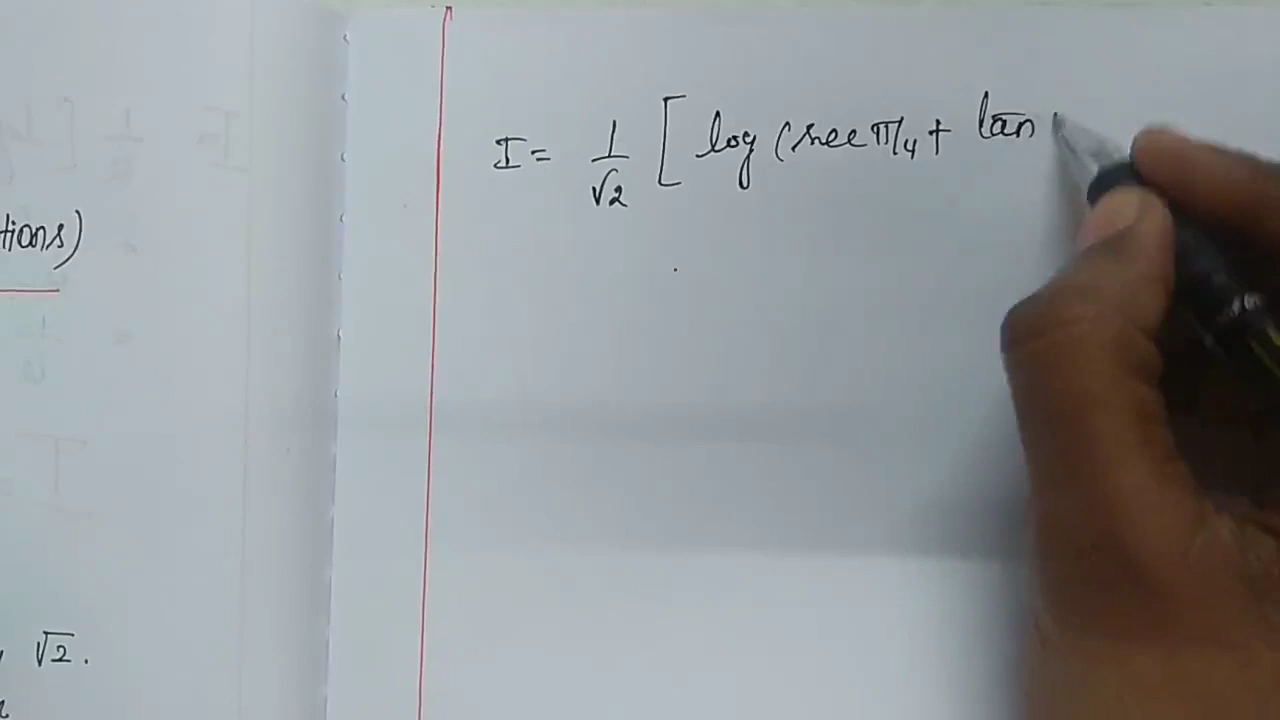 I = 1/√2 [ log (sec π/4 + tan
tions)
√2.